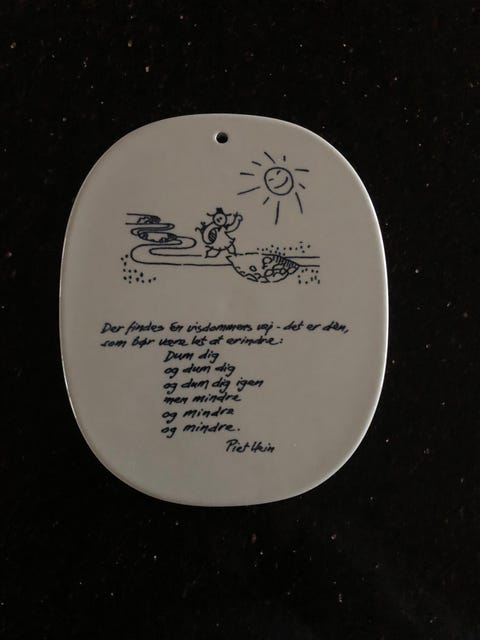 Der findes én visdommens vej - det er dén,
som bør være let at erindre:
Dum dig
og dum dig
og dum dig igen
men mindre
og mindre
og mindre.
Piet Hein